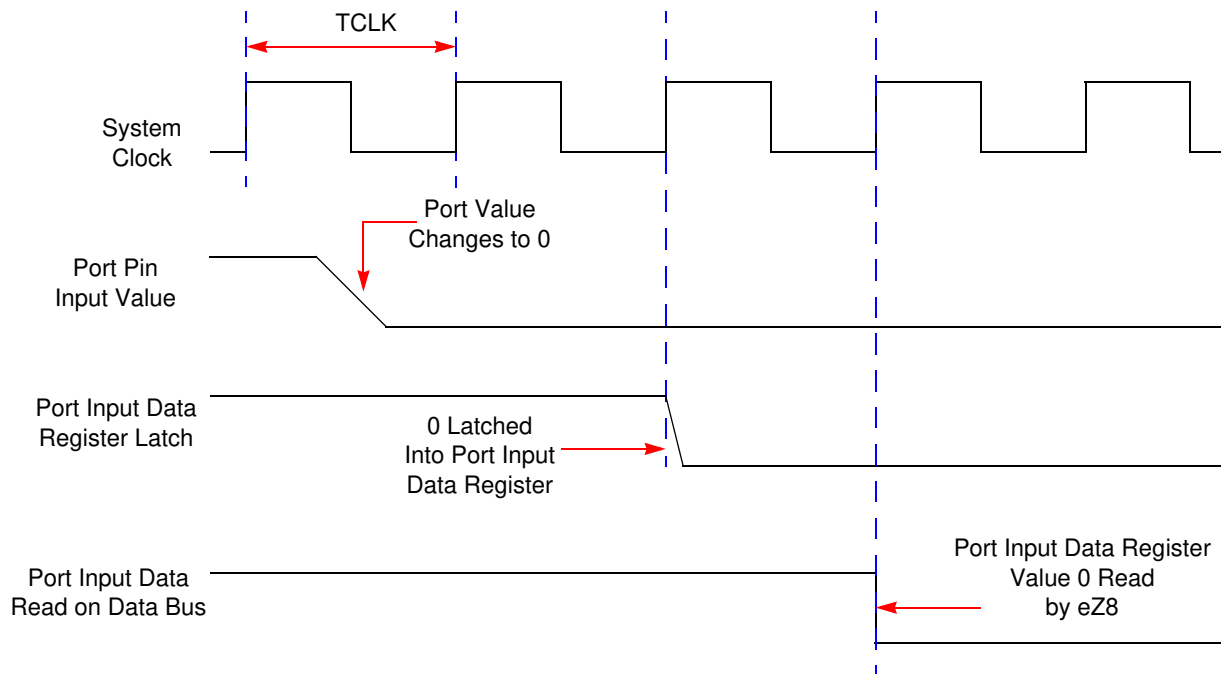 TCLK
System
Clock
Port Value
Changes to 0
Port Pin
Input Value
Port Input Data
Register Latch
0 Latched
Into Port Input
Data Register
Port Input Data Register
Value 0 Read
by eZ8
Port Input Data
Read on Data Bus